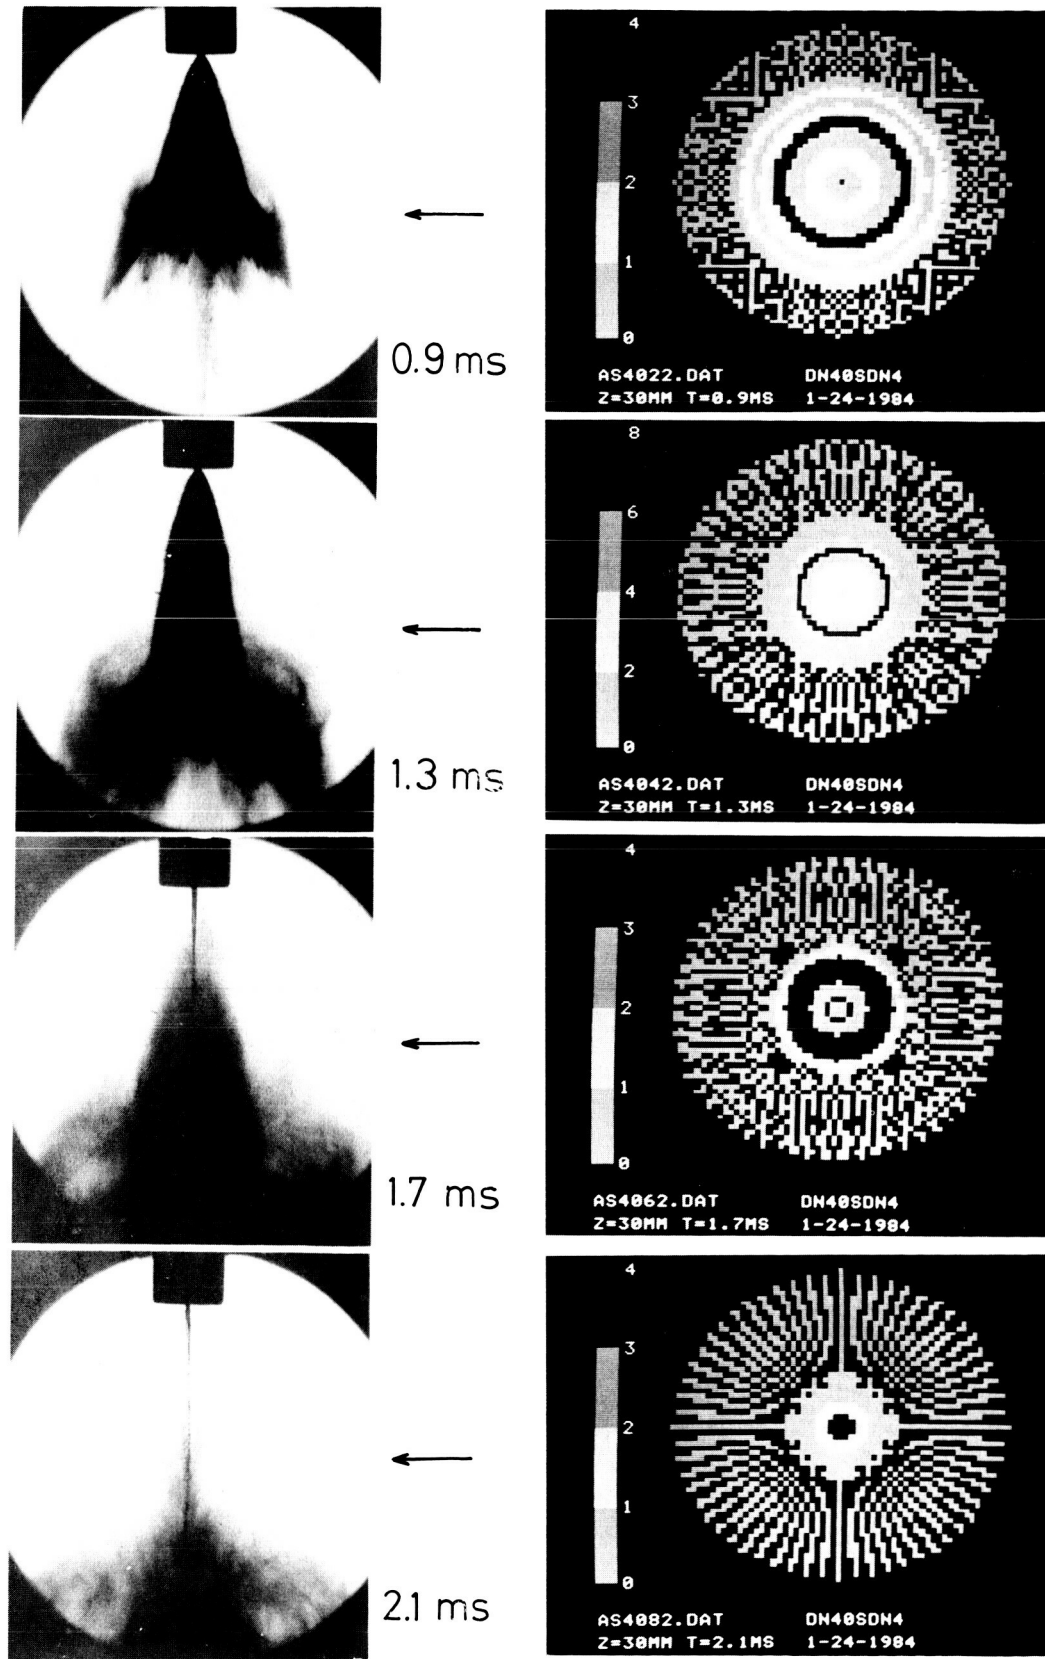 4
3
2
1
0
AS4022.DAT DN40SDN4
Z=30MM T=0.9MS 1-24-1984
0.9 ms
8
6
4
2
0
AS4042.DAT DN40SDN4
Z=30MM T=1.3MS 1-24-1984
1.3 ms
4
3
2
1
0
AS4062.DAT DN40SDN4
Z=30MM T=1.7MS 1-24-1984
1.7 ms
4
3
2
1
0
AS4082.DAT DN40SDN4
Z=30MM T=2.1MS 1-24-1984
2.1 ms